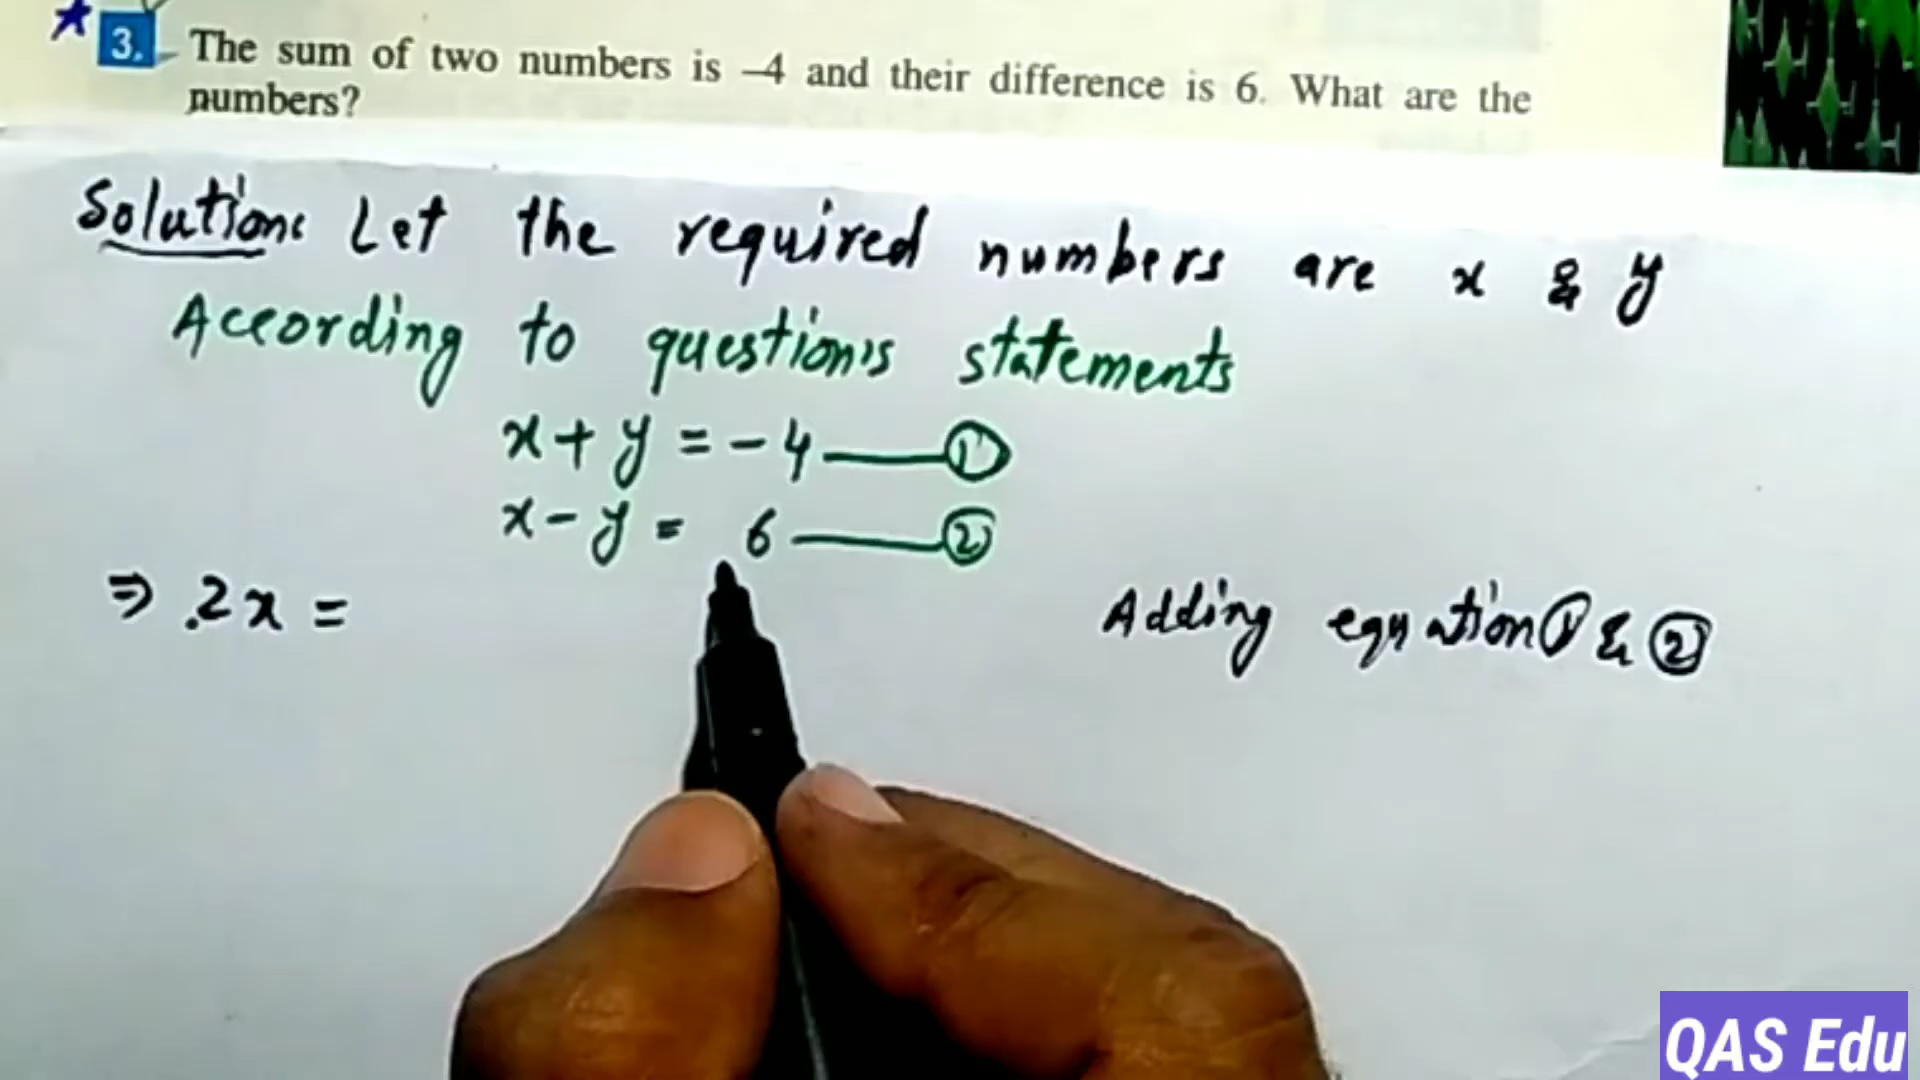 3. The sum of two numbers is –4 and their difference is 6. What are the
numbers?
Solution: Let the required numbers are x & y
According to question's statements
x + y = - 4 —— ①
x - y = 6 —— ②
⇒ 2x = Adding equation ① & ②
QAS Edu